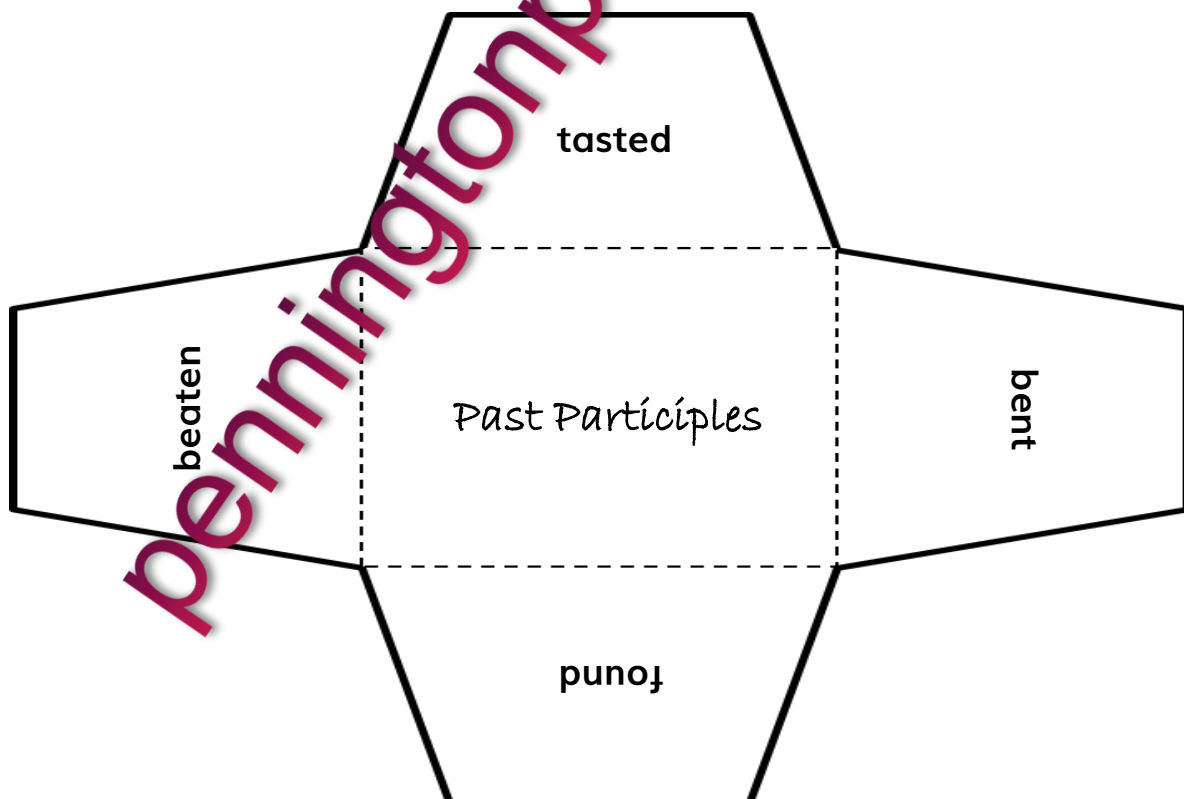 tasted
beaten
Past Participles
bent
found
penningtonp